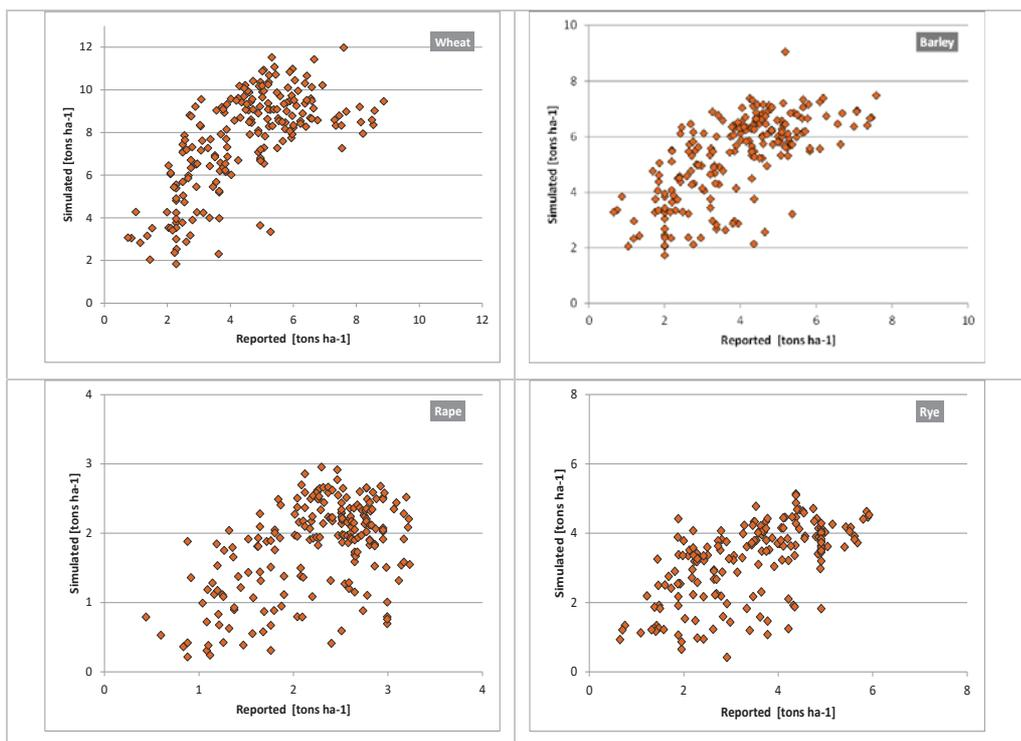 Wheat
12
10
8
6
4
2
0
0 2 4 6 8 10 12
Simulated [tons ha-1]
Reported [tons ha-1]
Barley
10
8
6
4
2
0
0 2 4 6 8 10
Simulated [tons ha-1]
Reported [tons ha-1]
Rape
4
3
2
1
0
0 1 2 3 4
Simulated [tons ha-1]
Reported [tons ha-1]
Rye
8
6
4
2
0
0 2 4 6 8
Simulated [tons ha-1]
Reported [tons ha-1]